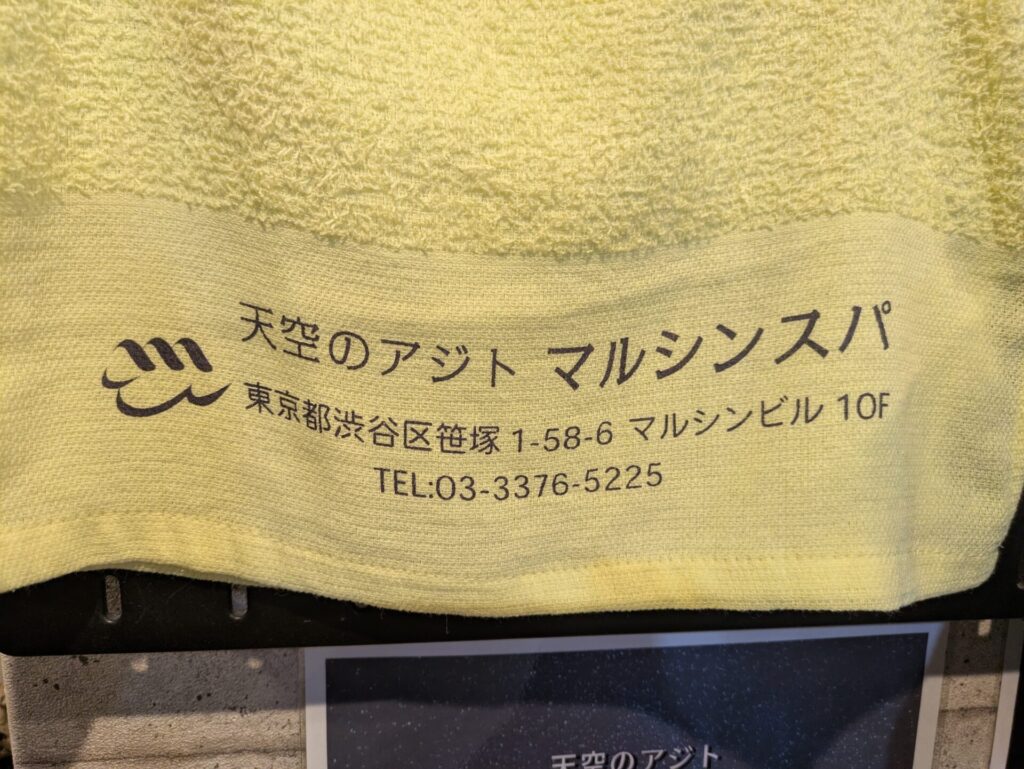 天空のアジト マルシンスパ
東京都渋谷区笹塚 1-58-6 マルシンビル 10F
TEL:03-3376-5225
天空のアジト